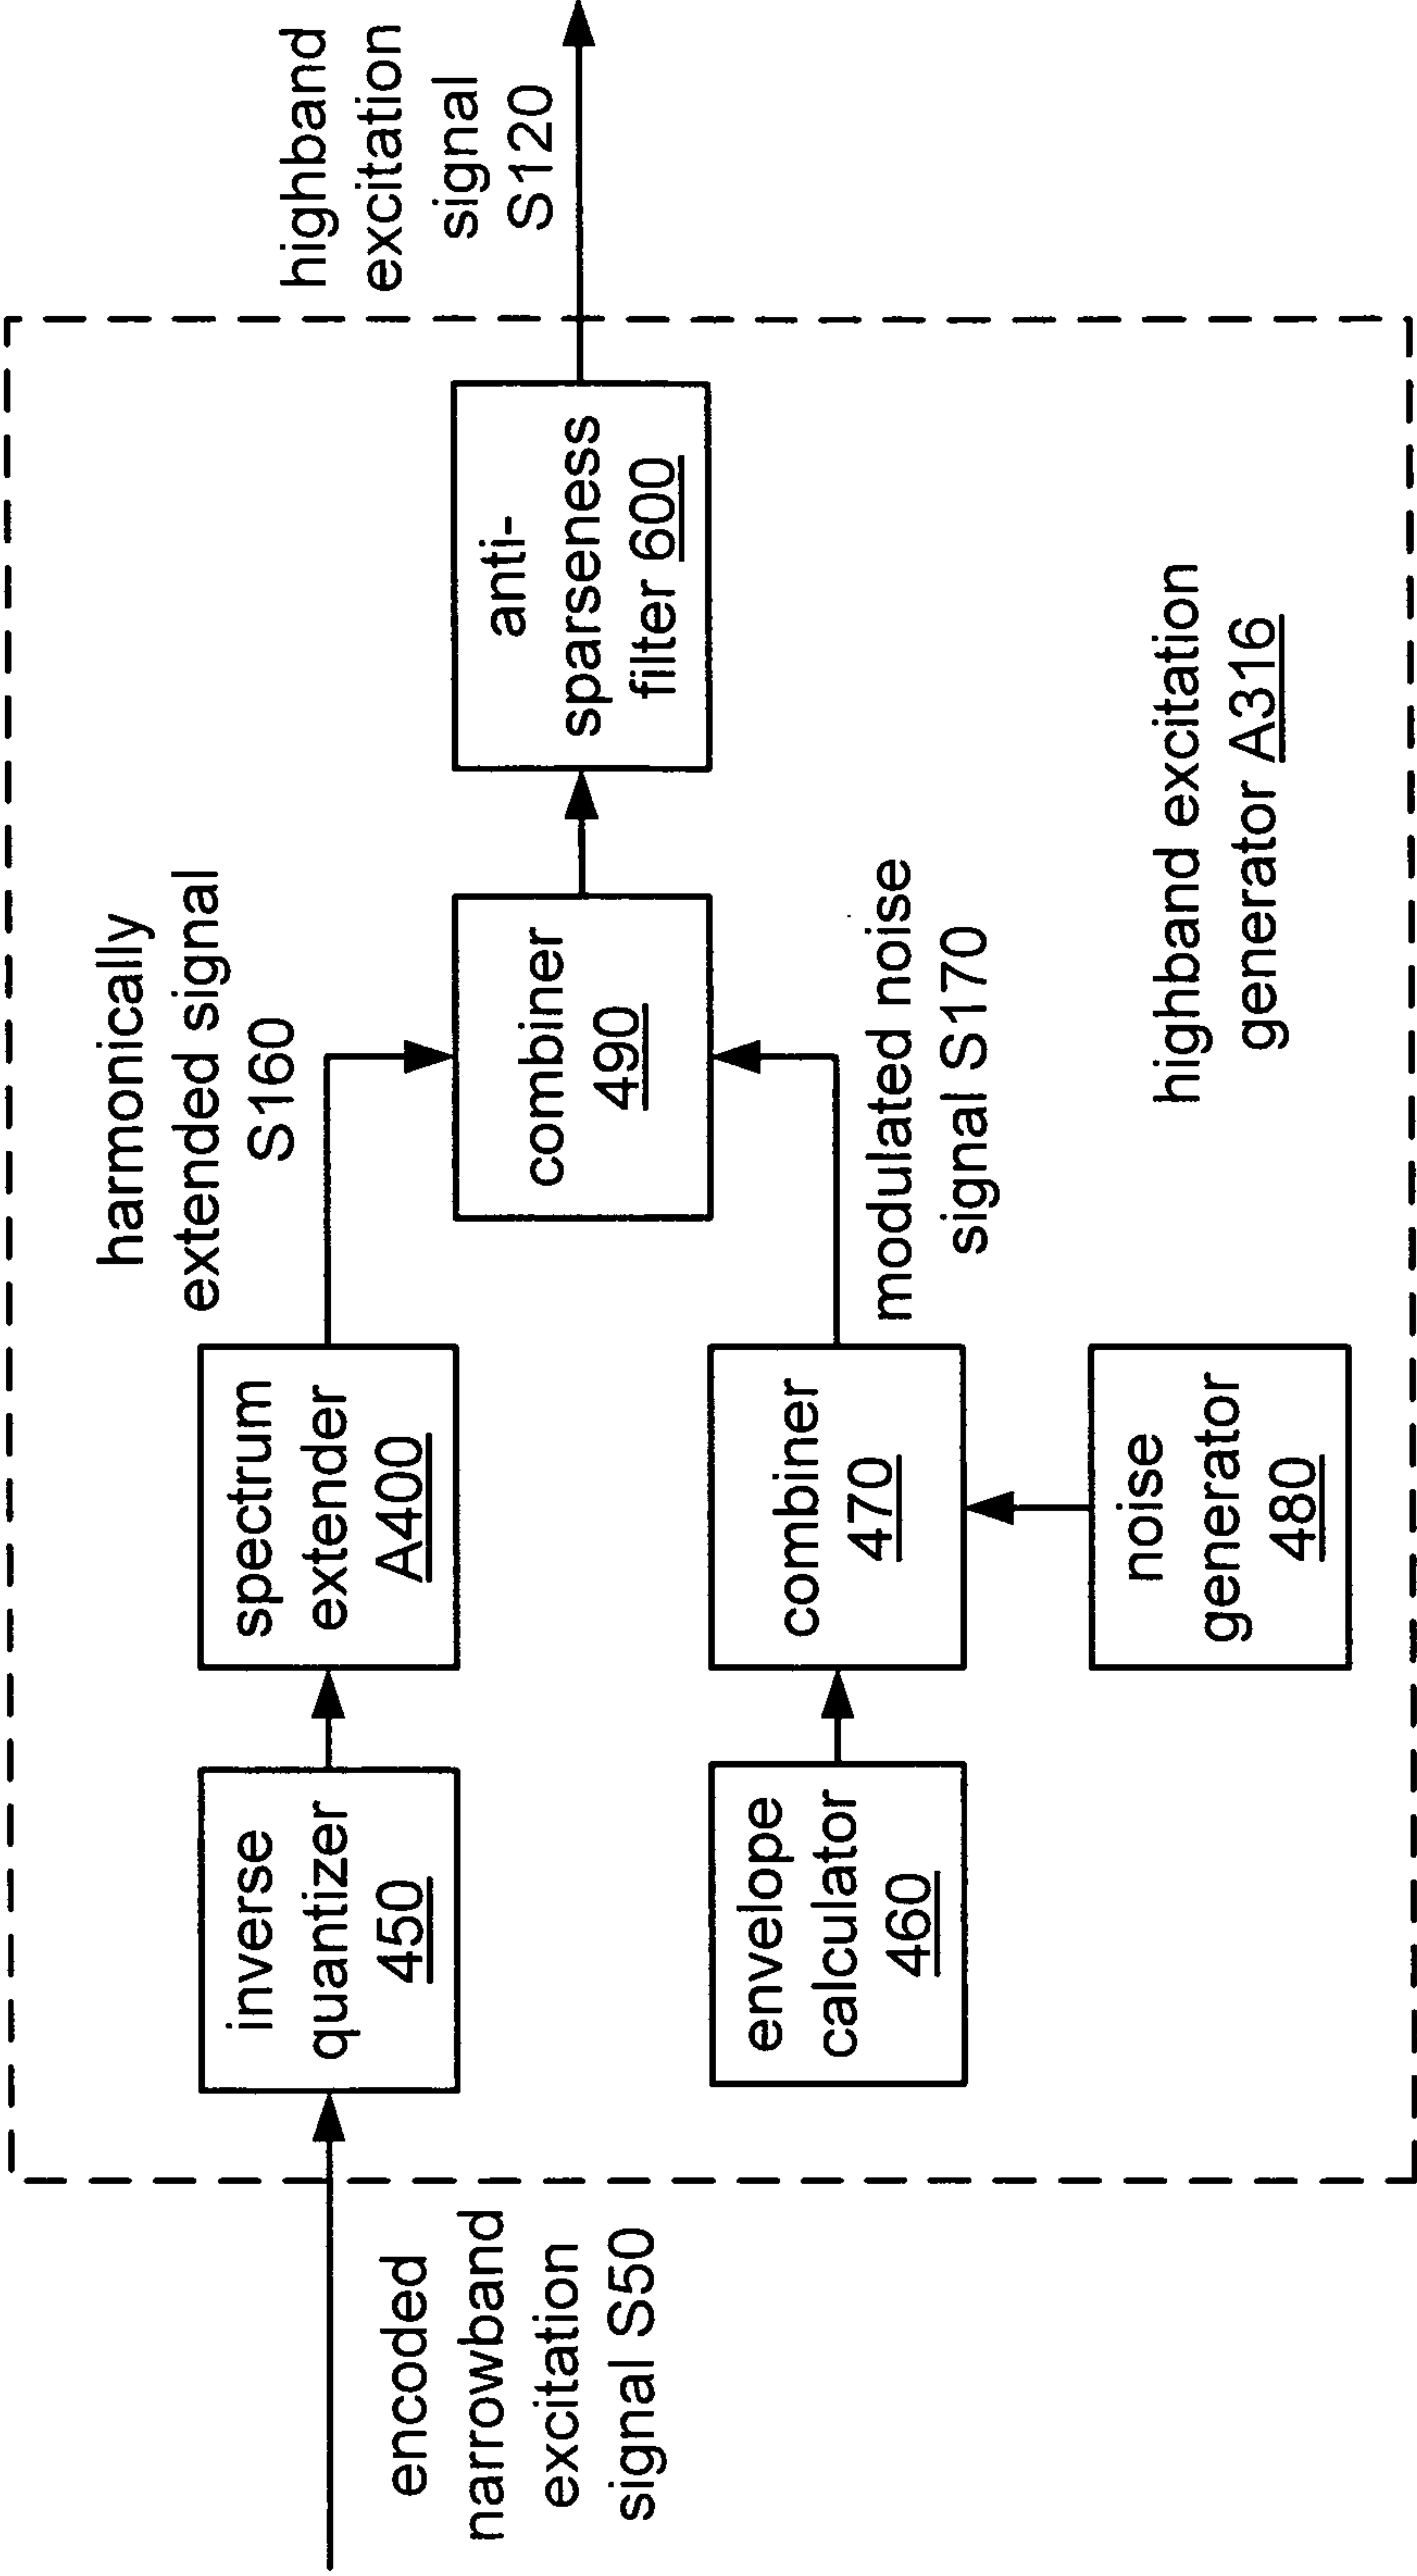 encoded
narrowband
excitation
signal S50
inverse
quantizer
450
spectrum
extender
A400
harmonically
extended signal
S160
envelope
calculator
460
combiner
470
noise
generator
480
modulated noise
signal S170
combiner
490
anti-
sparseness
filter 600
highband excitation
generator A316
highband
excitation
signal
S120